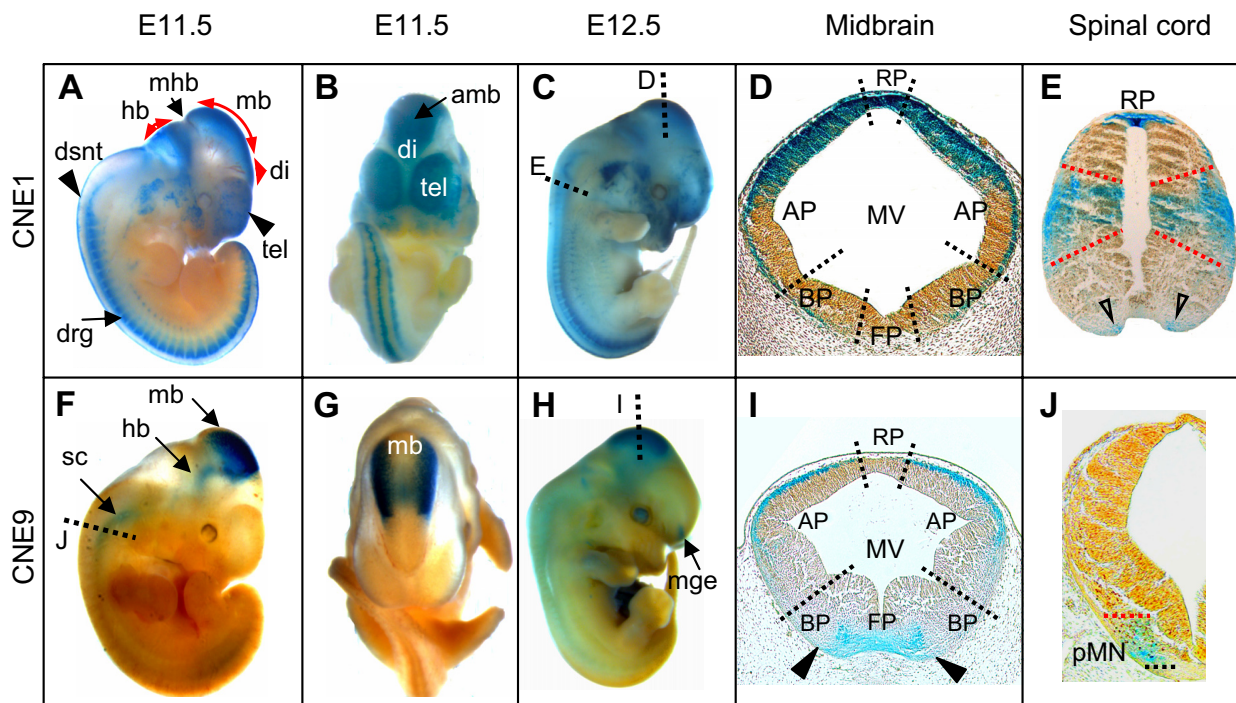 E11.5 E11.5 E12.5 Midbrain Spinal cord
CNE1
A
mhb
hb
mb
dsnt
di
tel
drg
B
amb
di
tel
C
D
E
D
RP
AP
MV
AP
BP
BP
FP
E
RP
CNE9
F
mb
hb
sc
J
G
mb
H
I
mge
I
RP
AP
AP
MV
BP
FP
BP
J
pMN